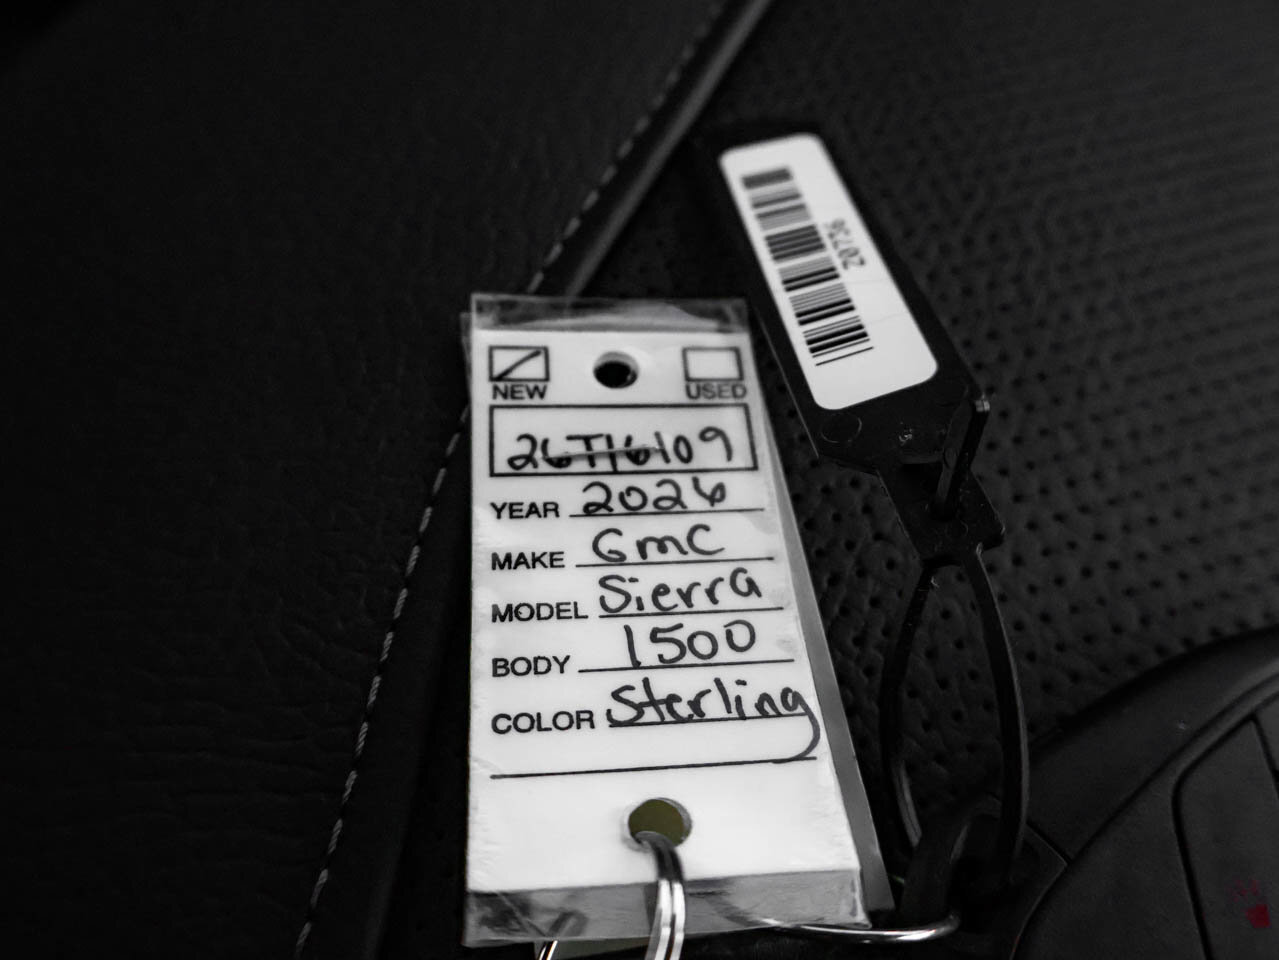 NEW USED
26T16109
YEAR 2026
MAKE GMC
MODEL Sierra
BODY 1500
COLOR Sterling
20736